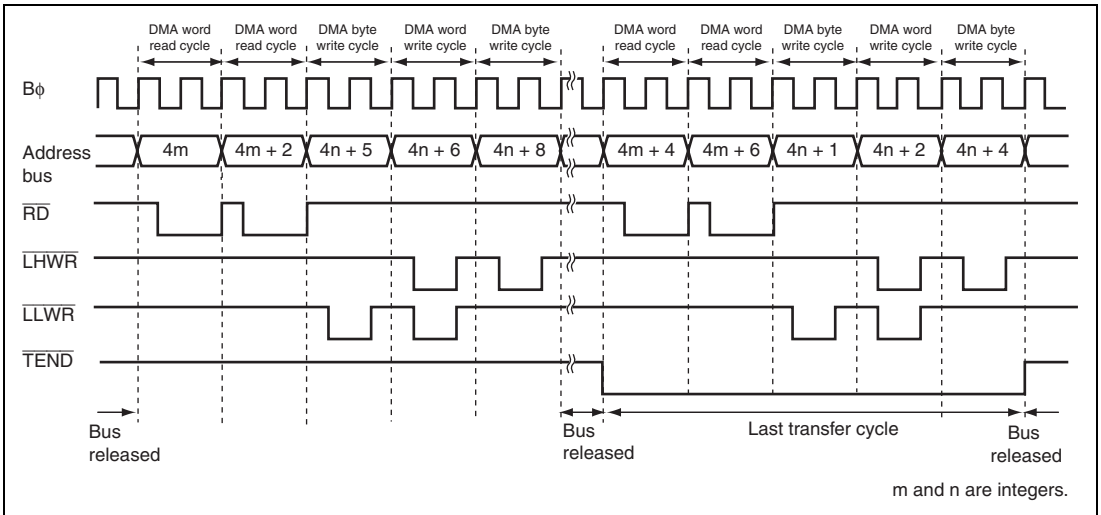 DMA word read cycle
DMA word read cycle
DMA byte write cycle
DMA word write cycle
DMA byte write cycle
DMA word read cycle
DMA word read cycle
DMA byte write cycle
DMA word write cycle
DMA byte write cycle
Bϕ
Address bus
4m
4m + 2
4n + 5
4n + 6
4n + 8
4m + 4
4m + 6
4n + 1
4n + 2
4n + 4
RD
LHWR
LLWR
TEND
Bus released
Bus released
Last transfer cycle
Bus released
m and n are integers.